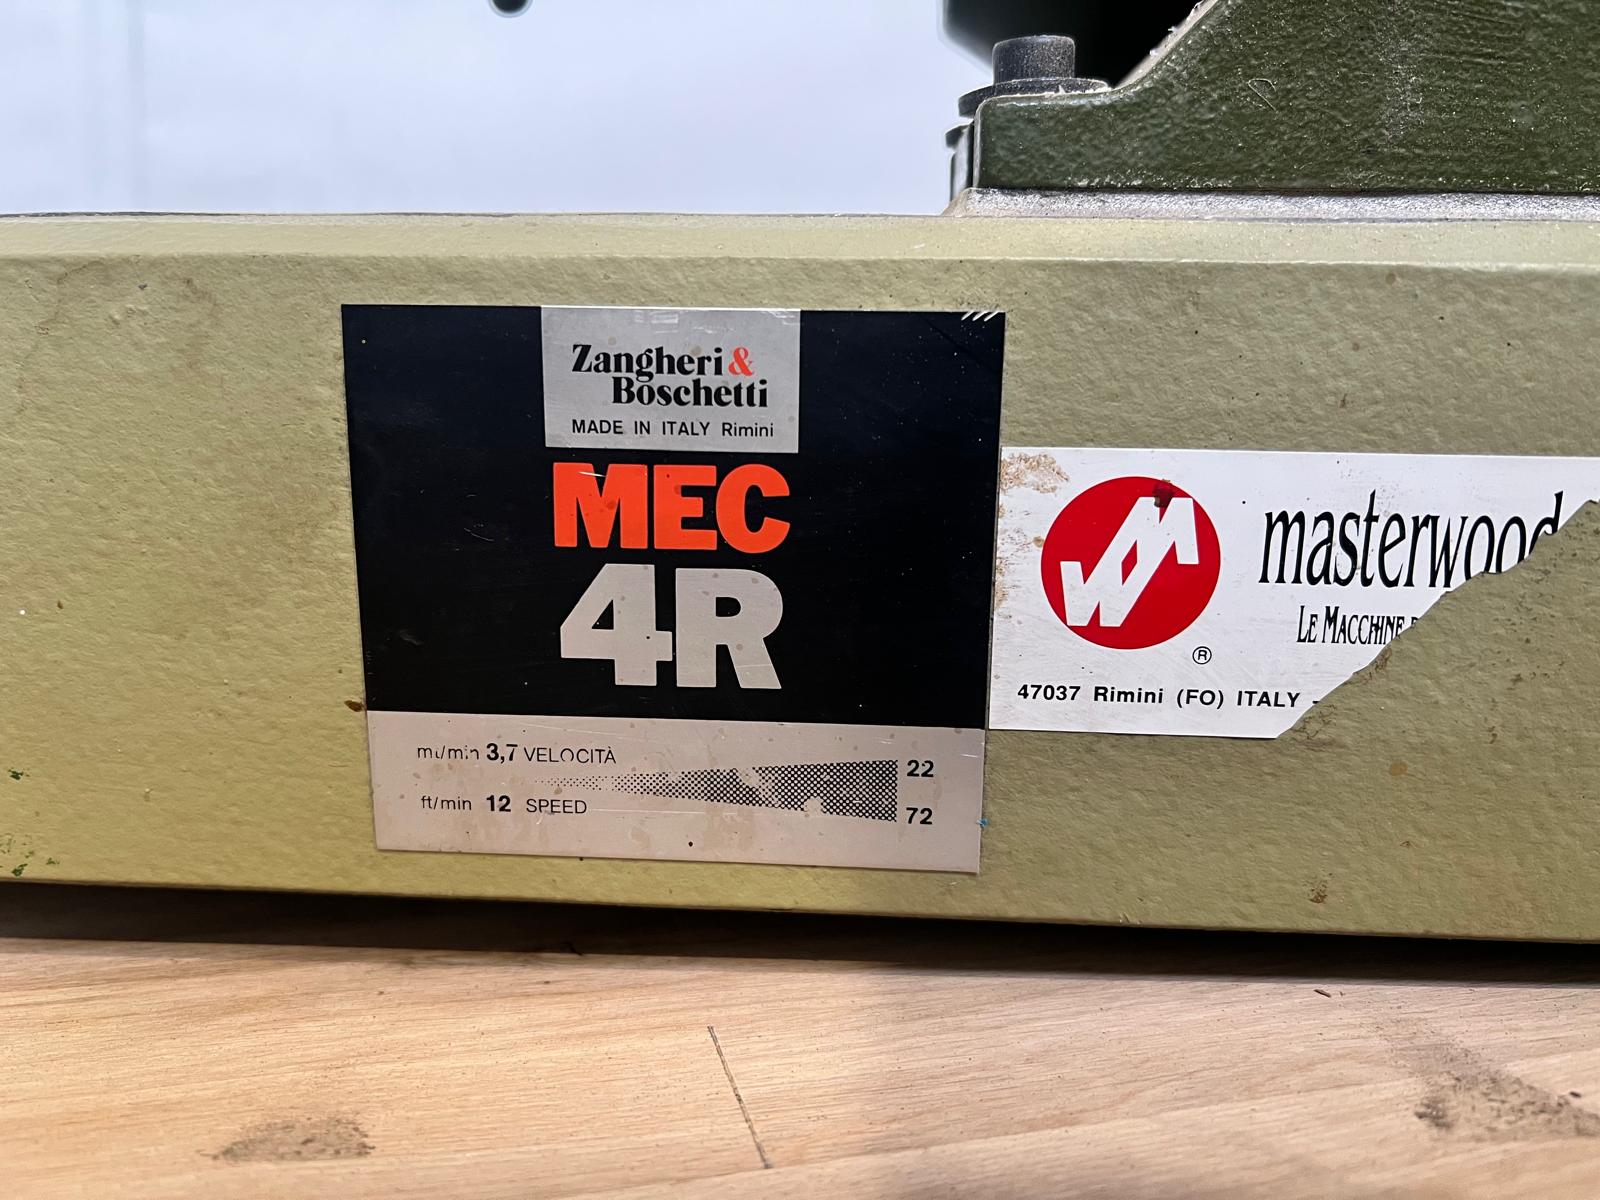 Zangheri &
Boschetti
MADE IN ITALY Rimini
MEC
4R
mt/min 3,7 VELOCITÀ 22
ft/min 12 SPEED 72
masterwood
LE MACCHINE
®
47037 Rimini (FO) ITALY -